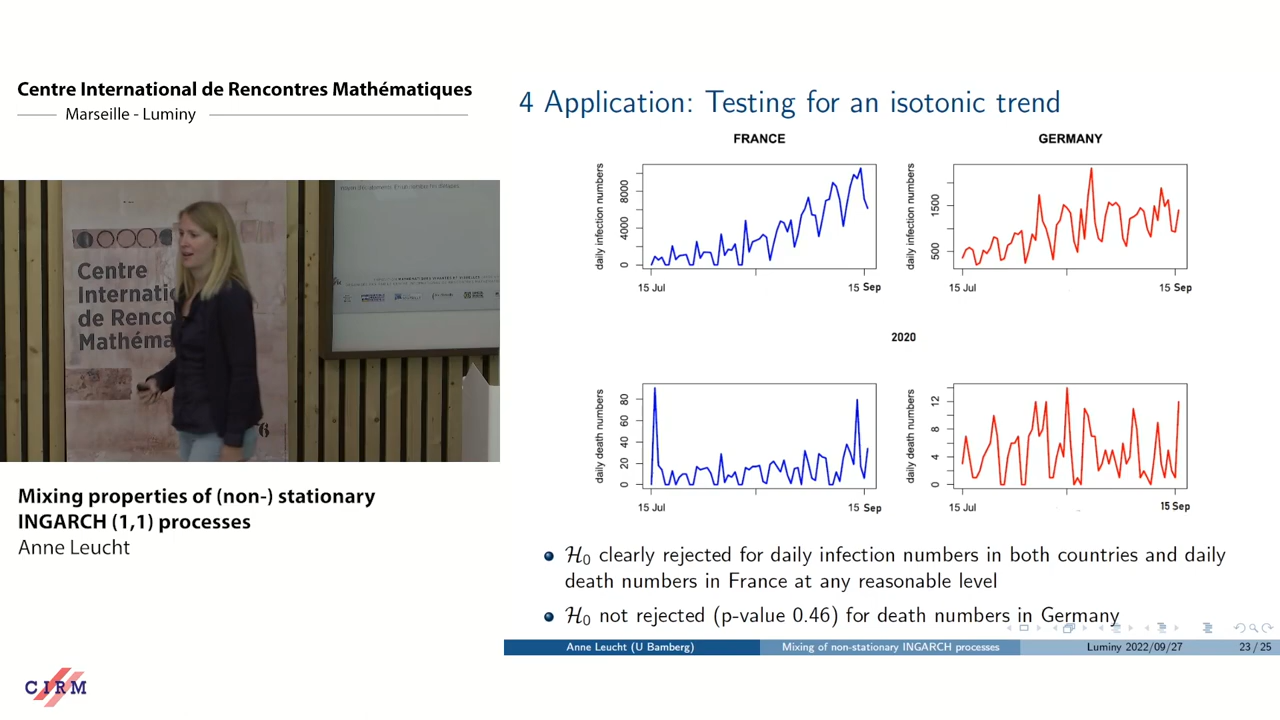 Centre International de Rencontres Mathématiques
Marseille - Luminy
Centre
Internati
de Renco
Mathéma
Mixing properties of (non-) stationary
INGARCH (1,1) processes
Anne Leucht
CIRM
4 Application: Testing for an isotonic trend
FRANCE
GERMANY
daily infection numbers
0 4000 8000
15 Jul
15 Sep
daily infection numbers
500 1500
15 Jul
15 Sep
2020
daily death numbers
0 20 40 60 80
15 Jul
15 Sep
daily death numbers
0 4 8 12
15 Jul
15 Sep
H₀ clearly rejected for daily infection numbers in both countries and daily
death numbers in France at any reasonable level
H₀ not rejected (p-value 0.46) for death numbers in Germany
Anne Leucht (U Bamberg)
Mixing of non-stationary INGARCH processes
Luminy 2022/09/27
23 / 25